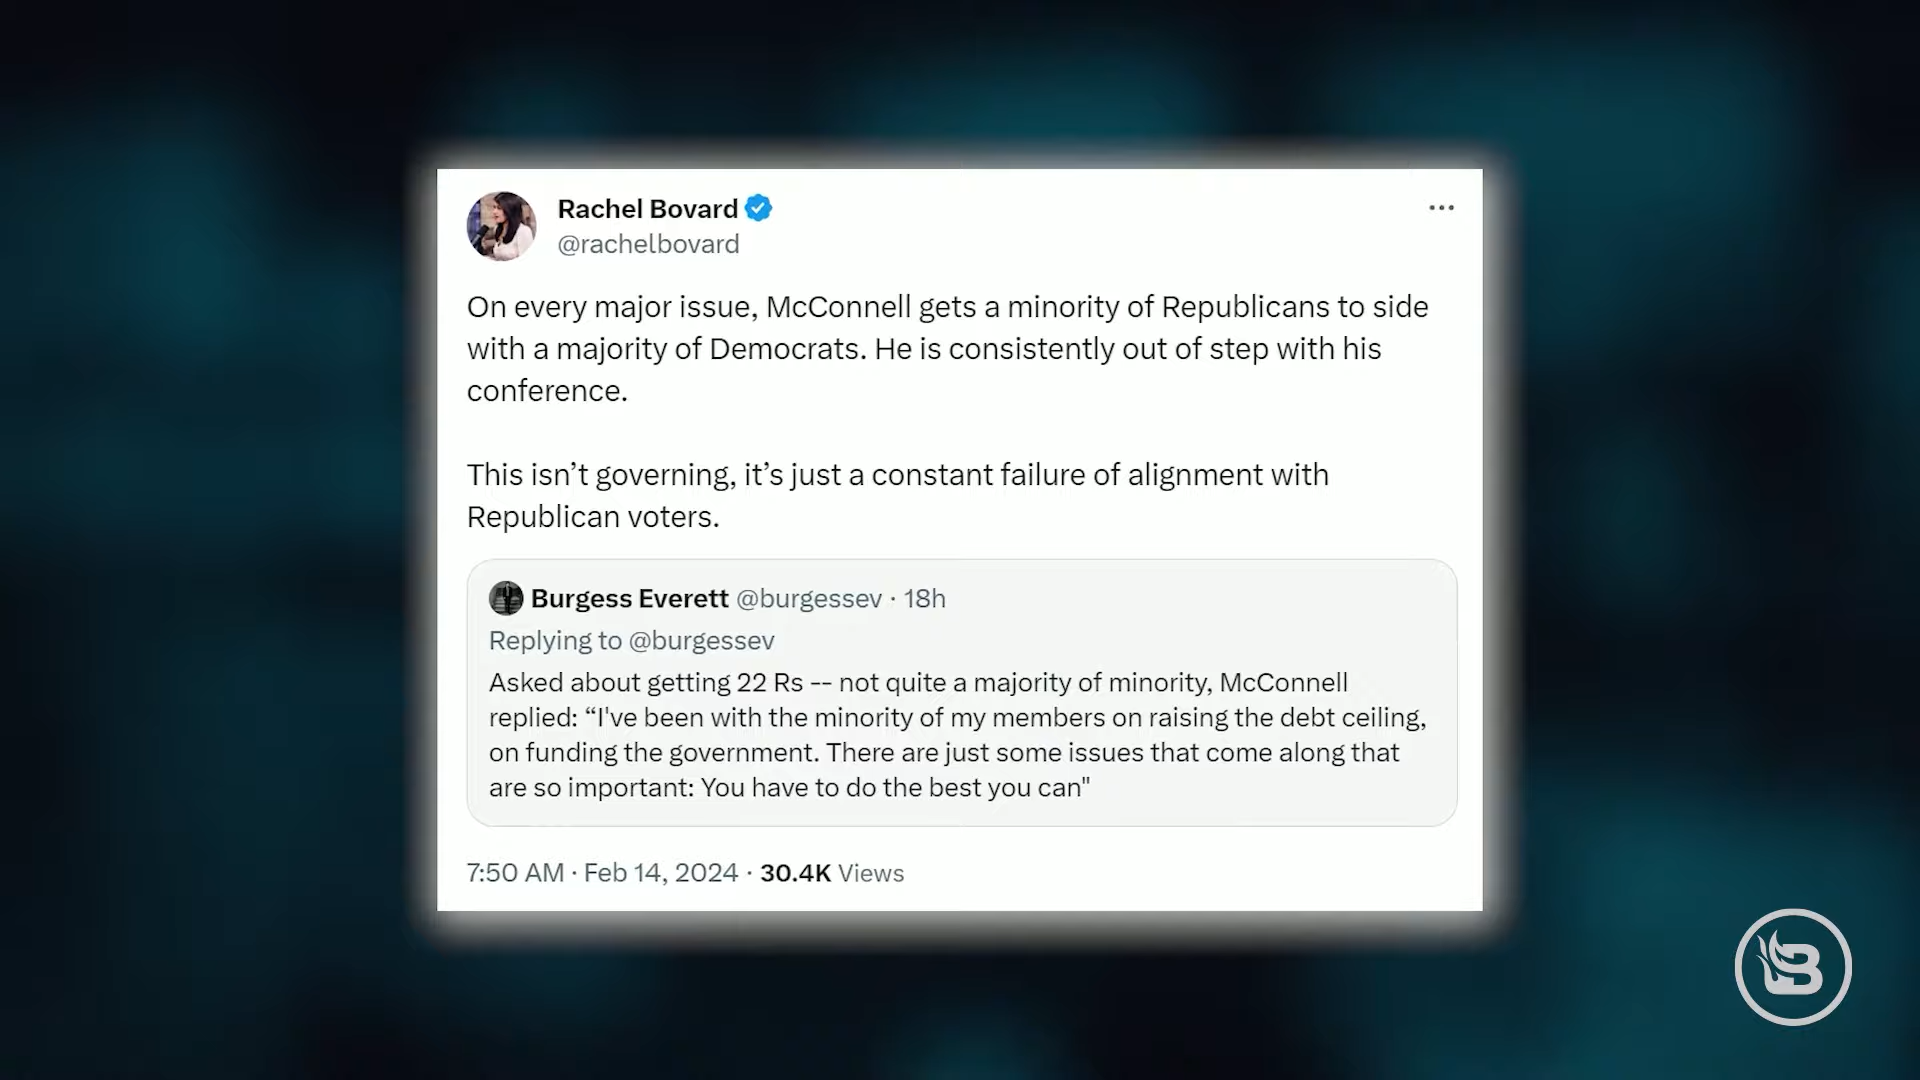 Rachel Bovard
@rachelbovard
On every major issue, McConnell gets a minority of Republicans to side
with a majority of Democrats. He is consistently out of step with his
conference.
This isn’t governing, it’s just a constant failure of alignment with
Republican voters.
Burgess Everett @burgessev · 18h
Replying to @burgessev
Asked about getting 22 Rs -- not quite a majority of minority, McConnell
replied: “I've been with the minority of my members on raising the debt ceiling,
on funding the government. There are just some issues that come along that
are so important: You have to do the best you can"
7:50 AM · Feb 14, 2024 · 30.4K Views
B